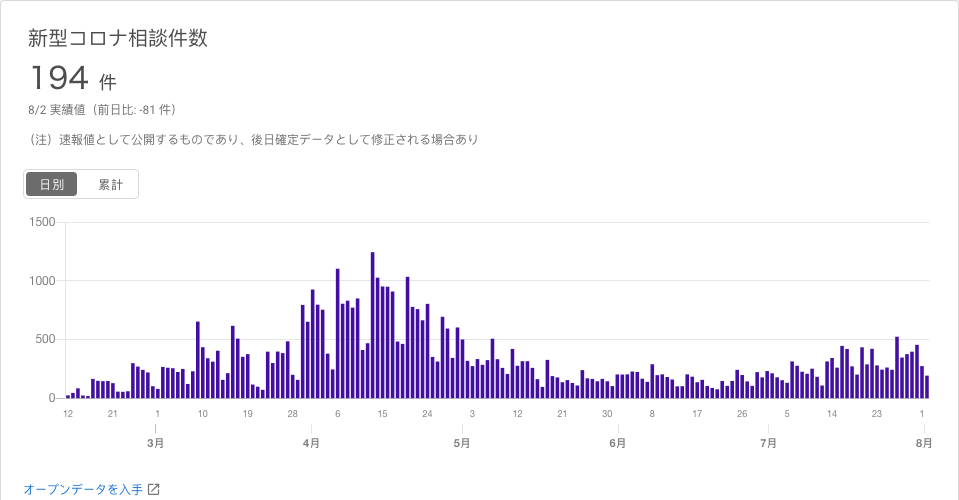 新型コロナ相談件数
194 件
8/2 実績値（前日比: -81 件）
（注）速報値として公開するものであり、後日確定データとして修正される場合あり
日別 累計
1500
1000
500
0
12 21 1 10 19 28 6 15 24 3 12 21 30 8 17 26 5 14 23 1
3月 4月 5月 6月 7月 8月
オープンデータを入手